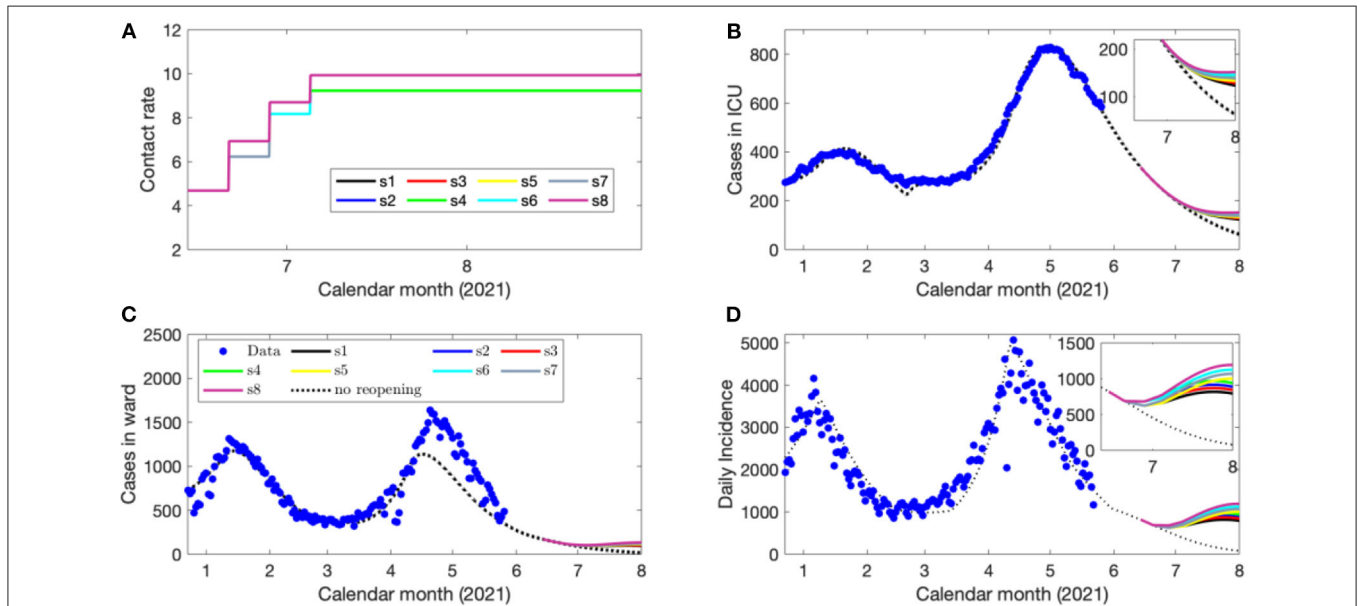 A
12
10
8
6
4
2
Contact rate
s1 s3 s5 s7
s2 s4 s6 s8
7 8
Calendar month (2021)
B
800
600
400
200
0
Cases in ICU
200
100
7 8
1 2 3 4 5 6 7 8
Calendar month (2021)
C
2500
2000
1500
1000
500
0
Cases in ward
Data s1 s2 s3
s4 s5 s6 s7
s8 no reopening
1 2 3 4 5 6 7 8
Calendar month (2021)
D
5000
4000
3000
2000
1000
0
Daily Incidence
1500
1000
500
0
7 8
1 2 3 4 5 6 7 8
Calendar month (2021)